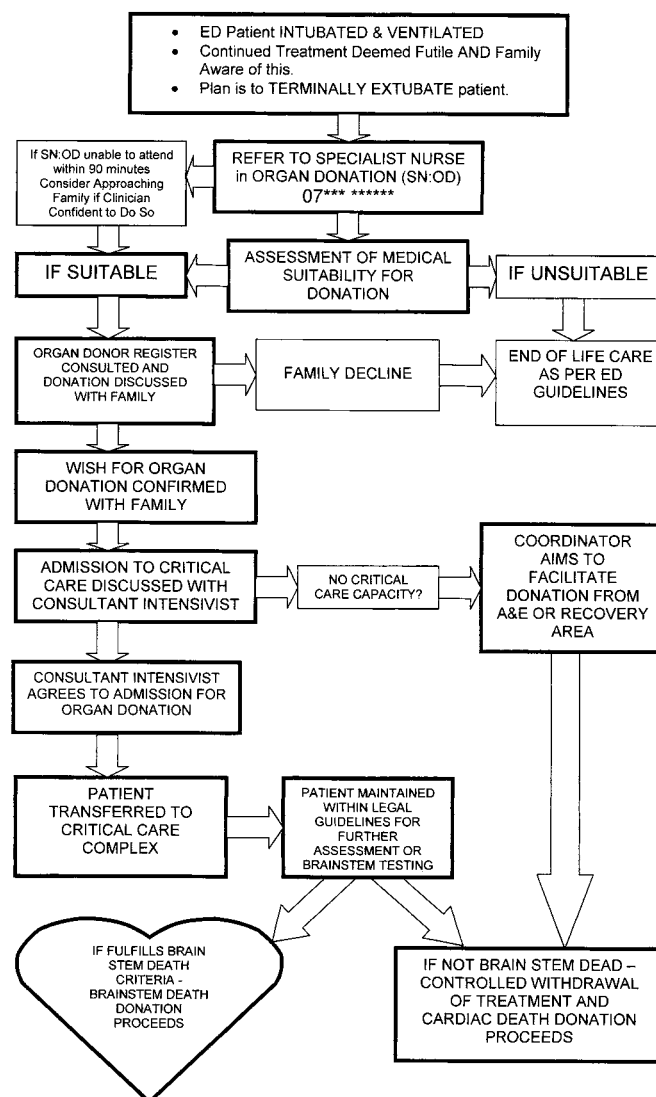 • ED Patient INTUBATED & VENTILATED
• Continued Treatment Deemed Futile AND Family
Aware of this.
• Plan is to TERMINALLY EXTUBATE patient.
If SN:OD unable to attend
within 90 minutes
Consider Approaching
Family if Clinician
Confident to Do So
REFER TO SPECIALIST NURSE
in ORGAN DONATION (SN:OD)
07*** ******
IF SUITABLE
ASSESSMENT OF MEDICAL
SUITABILITY FOR
DONATION
IF UNSUITABLE
ORGAN DONOR REGISTER
CONSULTED AND
DONATION DISCUSSED
WITH FAMILY
FAMILY DECLINE
END OF LIFE CARE
AS PER ED
GUIDELINES
WISH FOR ORGAN
DONATION CONFIRMED
WITH FAMILY
ADMISSION TO CRITICAL
CARE DISCUSSED WITH
CONSULTANT INTENSIVIST
NO CRITICAL
CARE CAPACITY?
COORDINATOR
AIMS TO
FACILITATE
DONATION FROM
A&E OR RECOVERY
AREA
CONSULTANT INTENSIVIST
AGREES TO ADMISSION FOR
ORGAN DONATION
PATIENT
TRANSFERRED TO
CRITICAL CARE
COMPLEX
PATIENT MAINTAINED
WITHIN LEGAL
GUIDELINES FOR
FURTHER
ASSESSMENT OR
BRAINSTEM TESTING
IF FULFILLS BRAIN
STEM DEATH
CRITERIA -
BRAINSTEM DEATH
DONATION
PROCEEDS
IF NOT BRAIN STEM DEAD –
CONTROLLED WITHDRAWAL
OF TREATMENT AND
CARDIAC DEATH DONATION
PROCEEDS